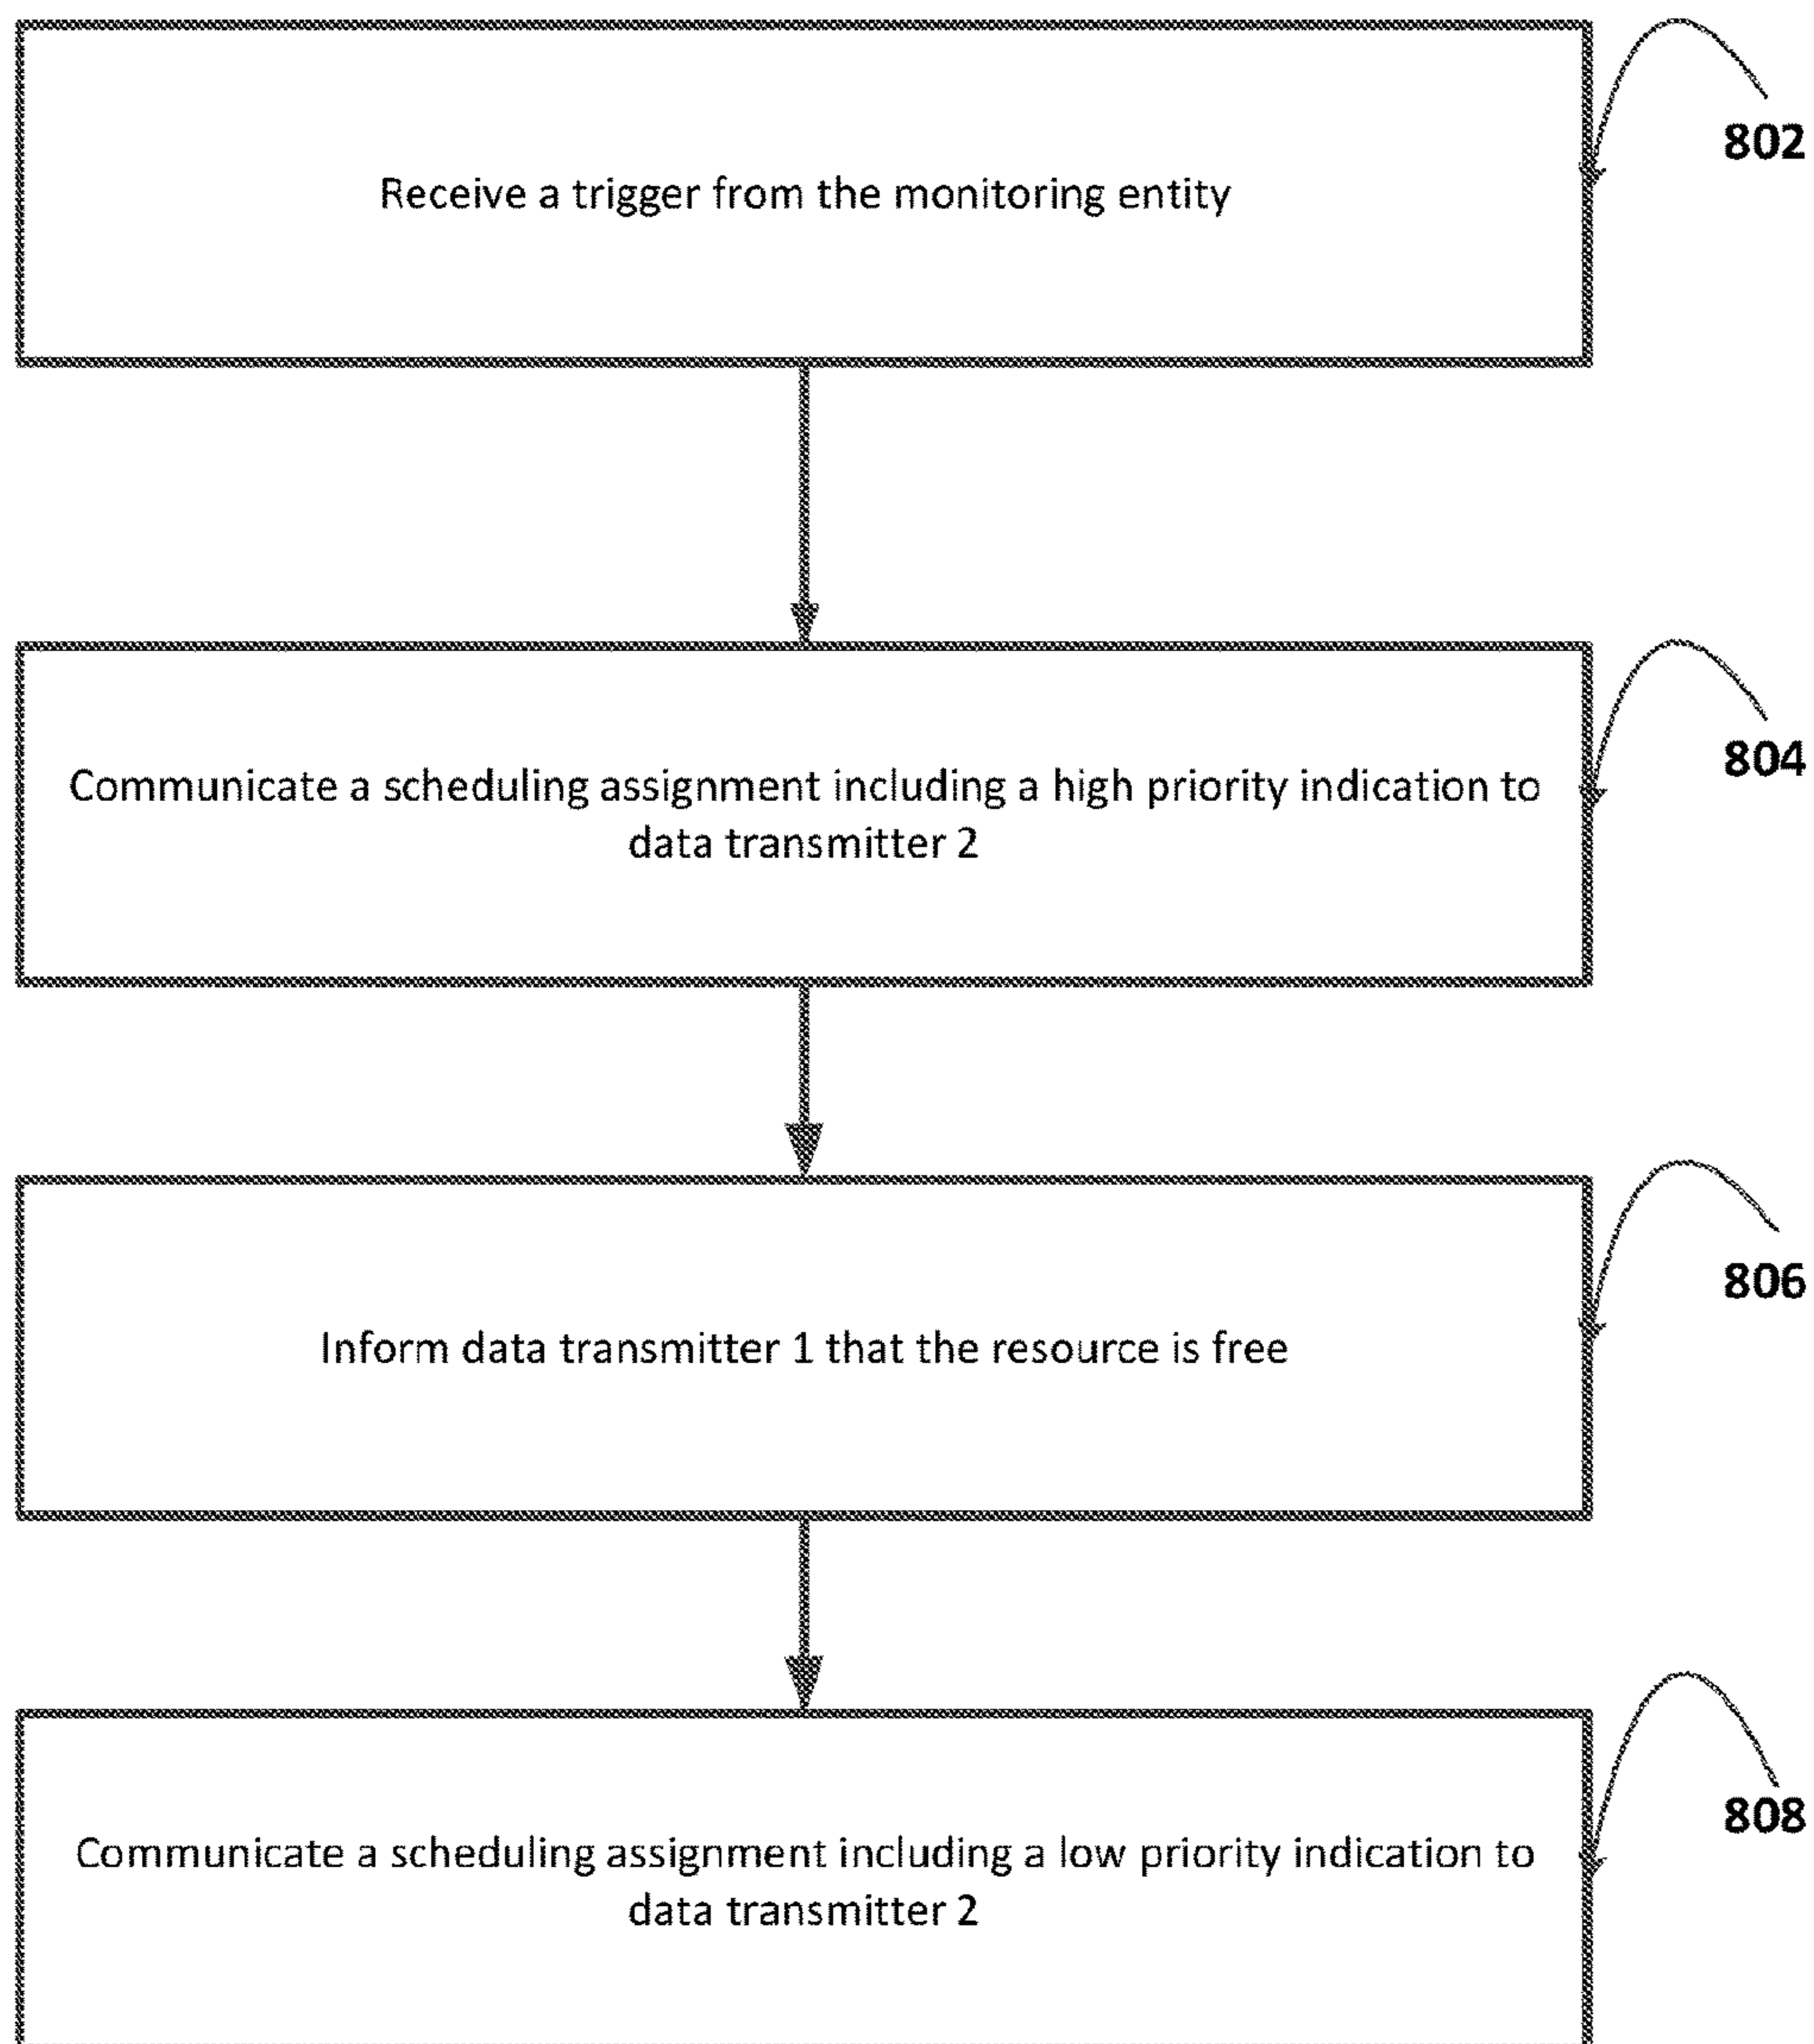 802
Receive a trigger from the monitoring entity
804
Communicate a scheduling assignment including a high priority indication to
data transmitter 2
806
Inform data transmitter 1 that the resource is free
808
Communicate a scheduling assignment including a low priority indication to
data transmitter 2